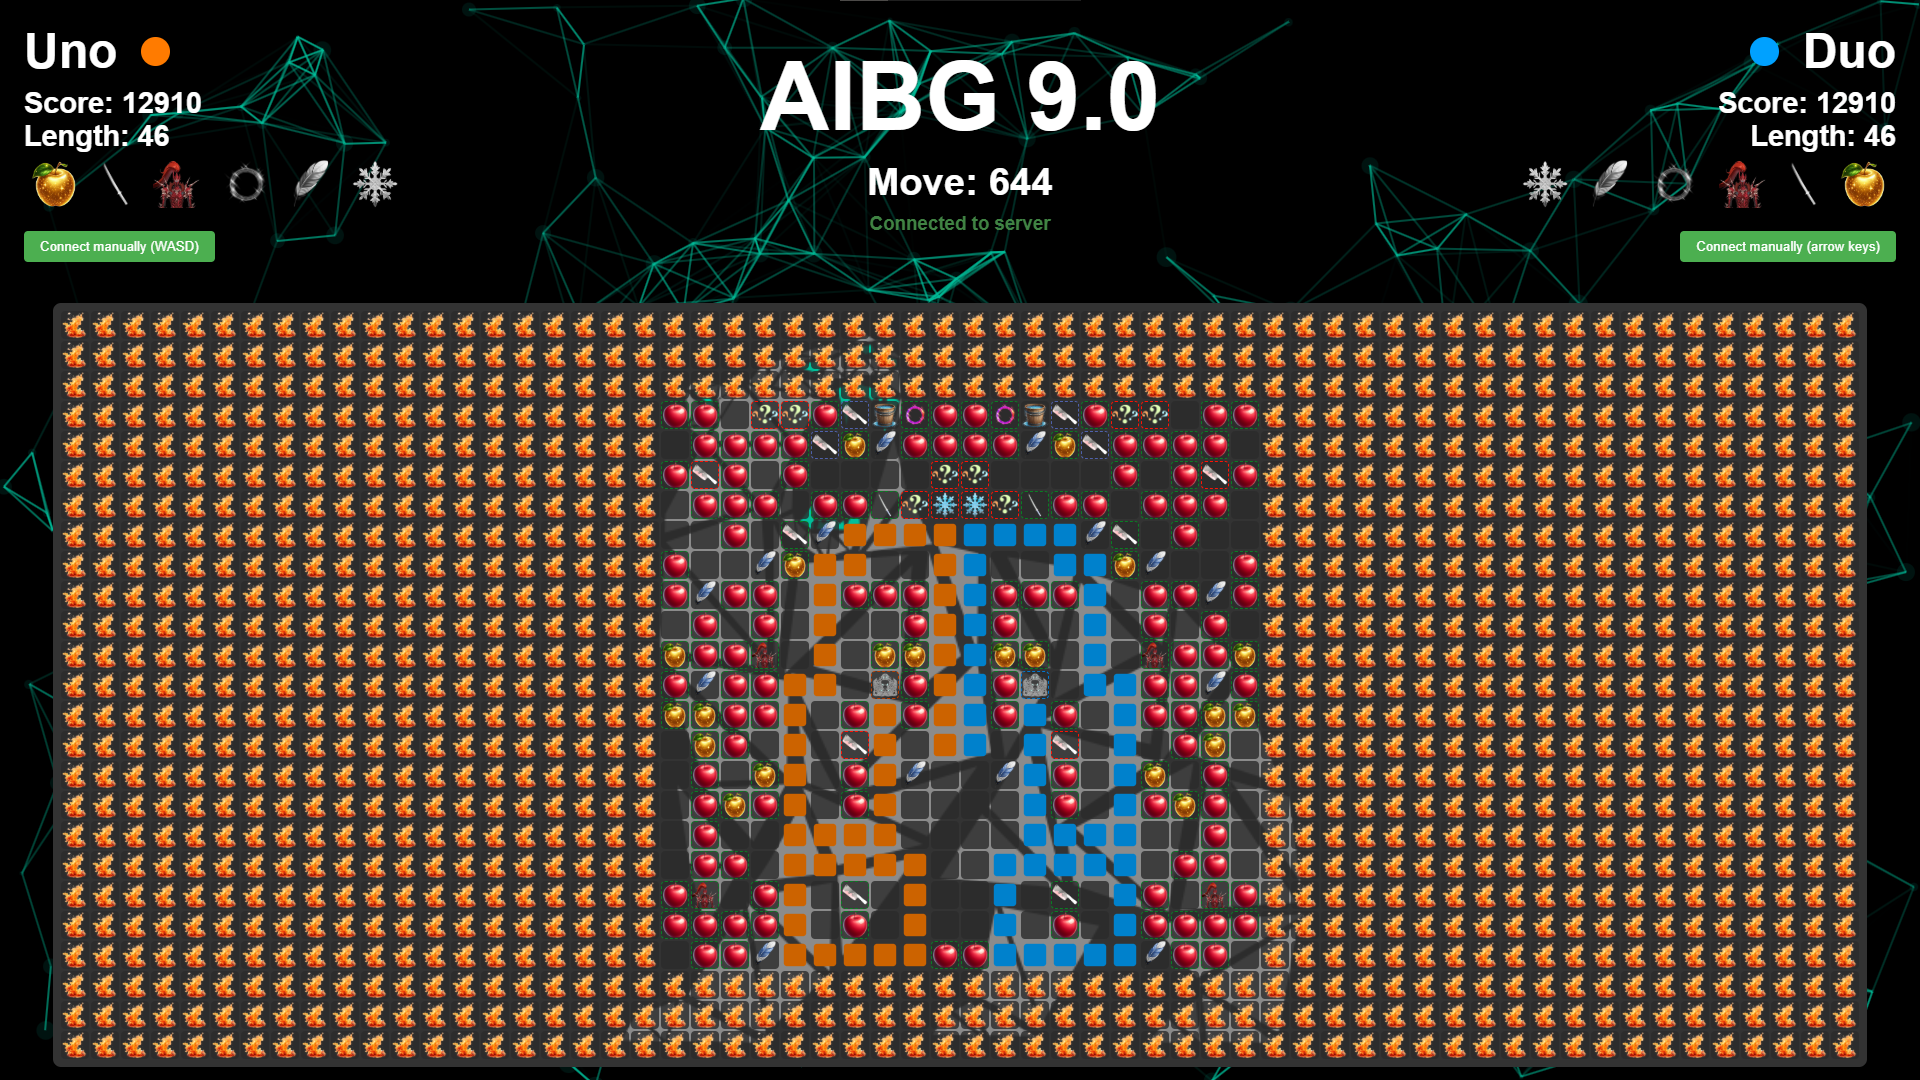 Uno
Score: 12910
Length: 46
Connect manually (WASD)
AIBG 9.0
Move: 644
Connected to server
Duo
Score: 12910
Length: 46
Connect manually (arrow keys)